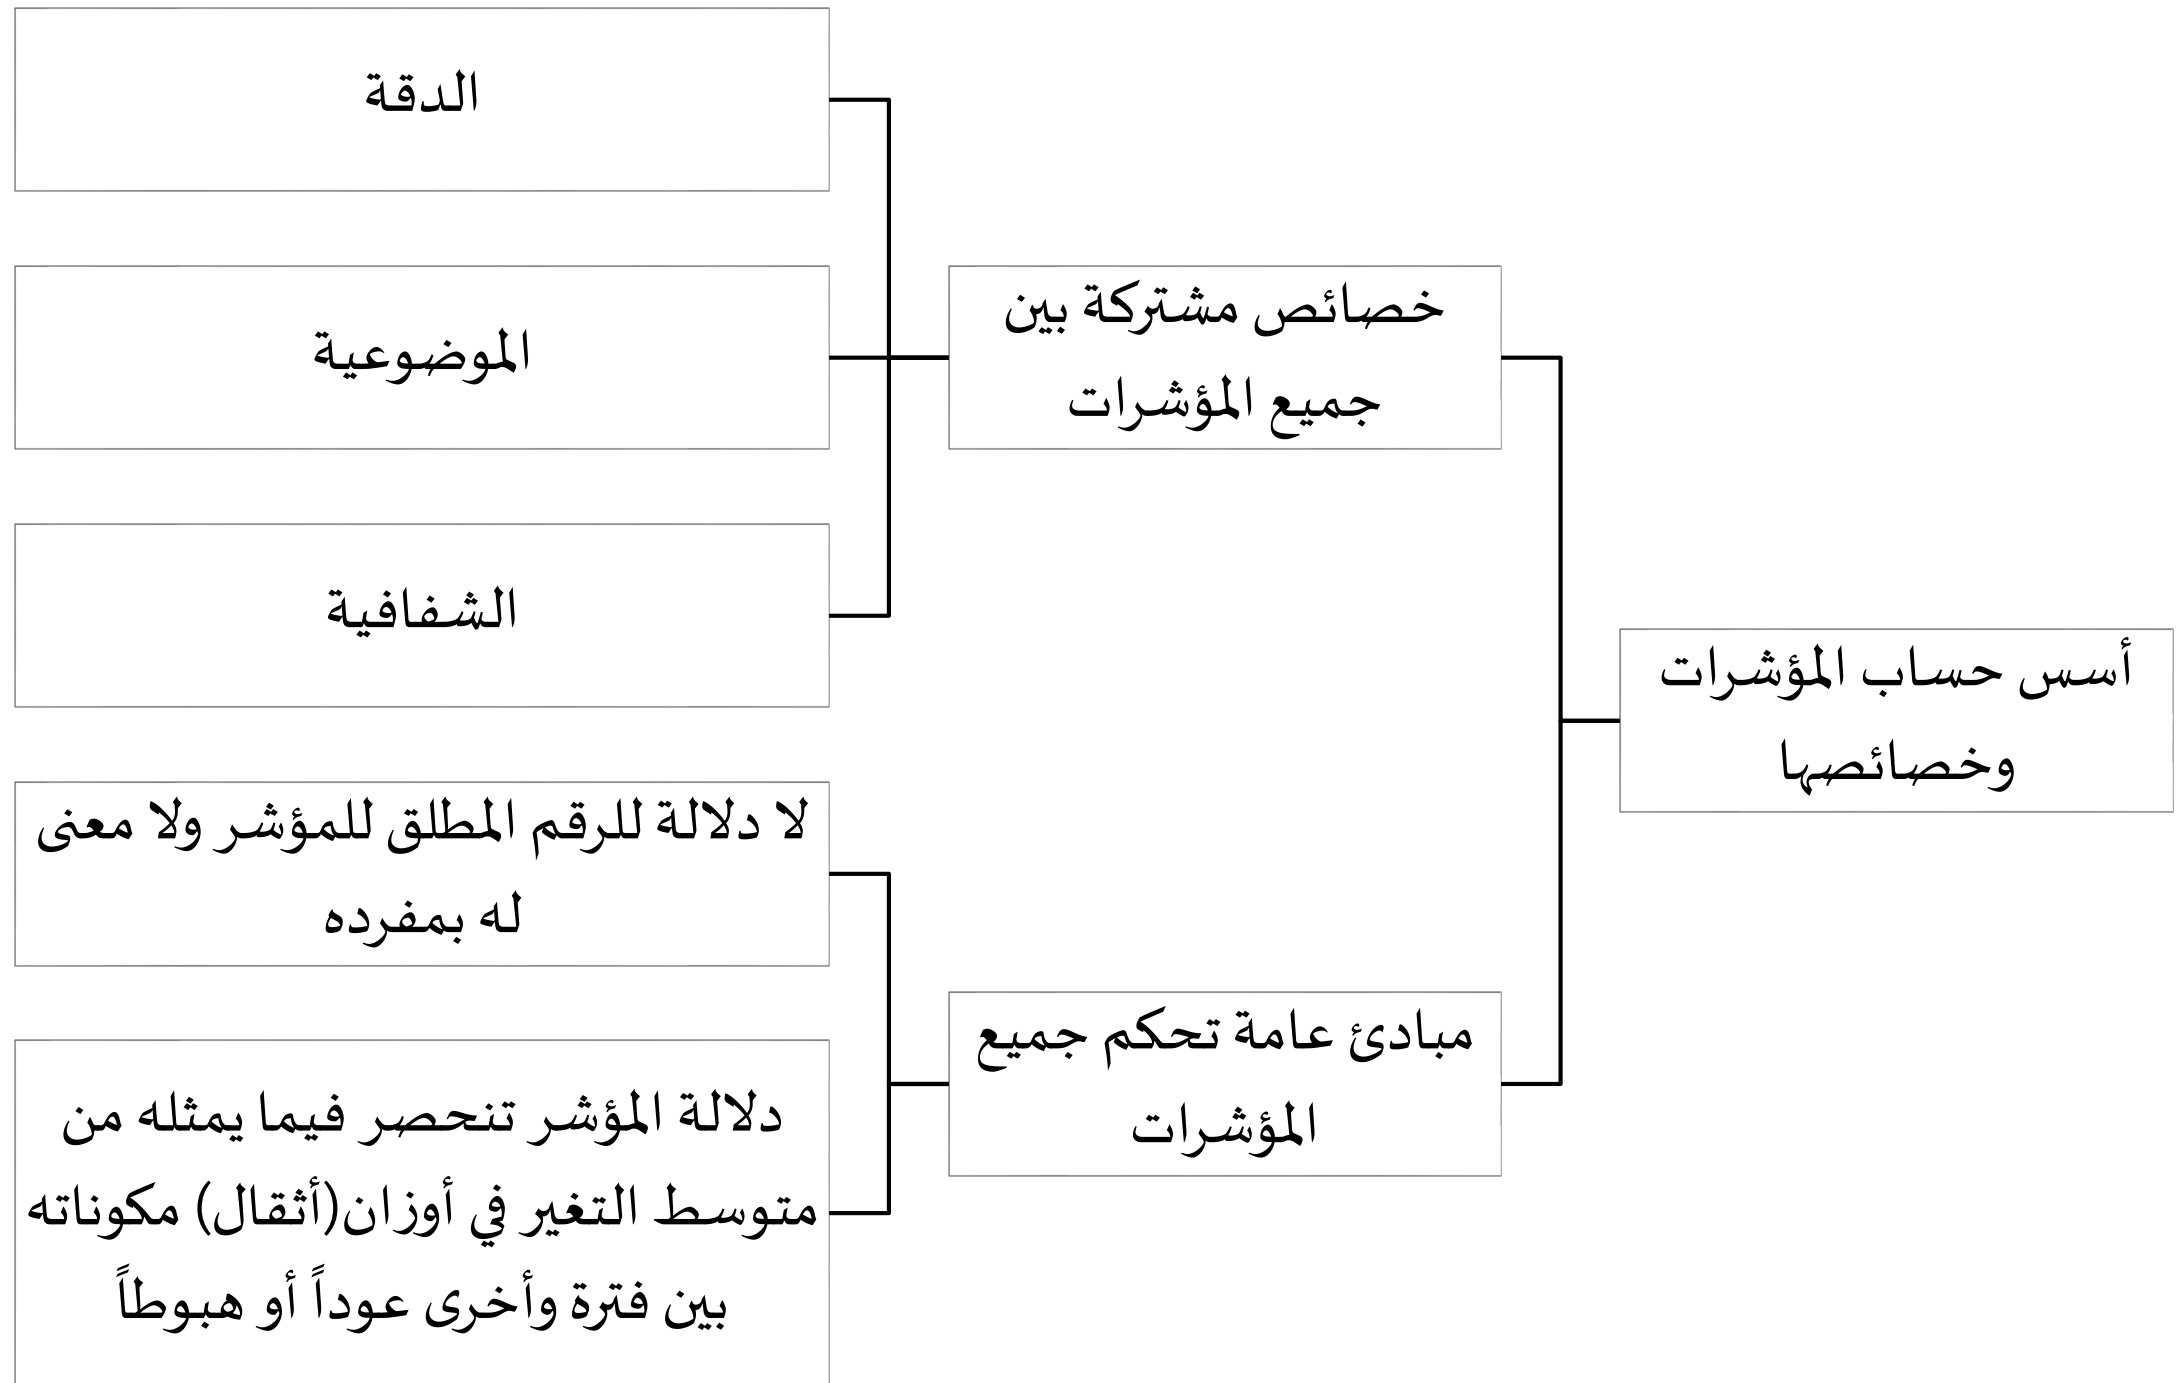 أسس حساب المؤشرات
وخصائصها
خصائص مشتركة بين
جميع المؤشرات
الدقة
الموضوعية
الشفافية
مبادئ عامة تحكم جميع
المؤشرات
لا دلالة للرقم المطلق للمؤشر ولا معنى
له بمفرده
دلالة المؤشر تنحصر فيما يمثله من
متوسط التغير في أوزان(أثقال) مكوناته
بين فترة وأخرى عوداً أو هبوطاً